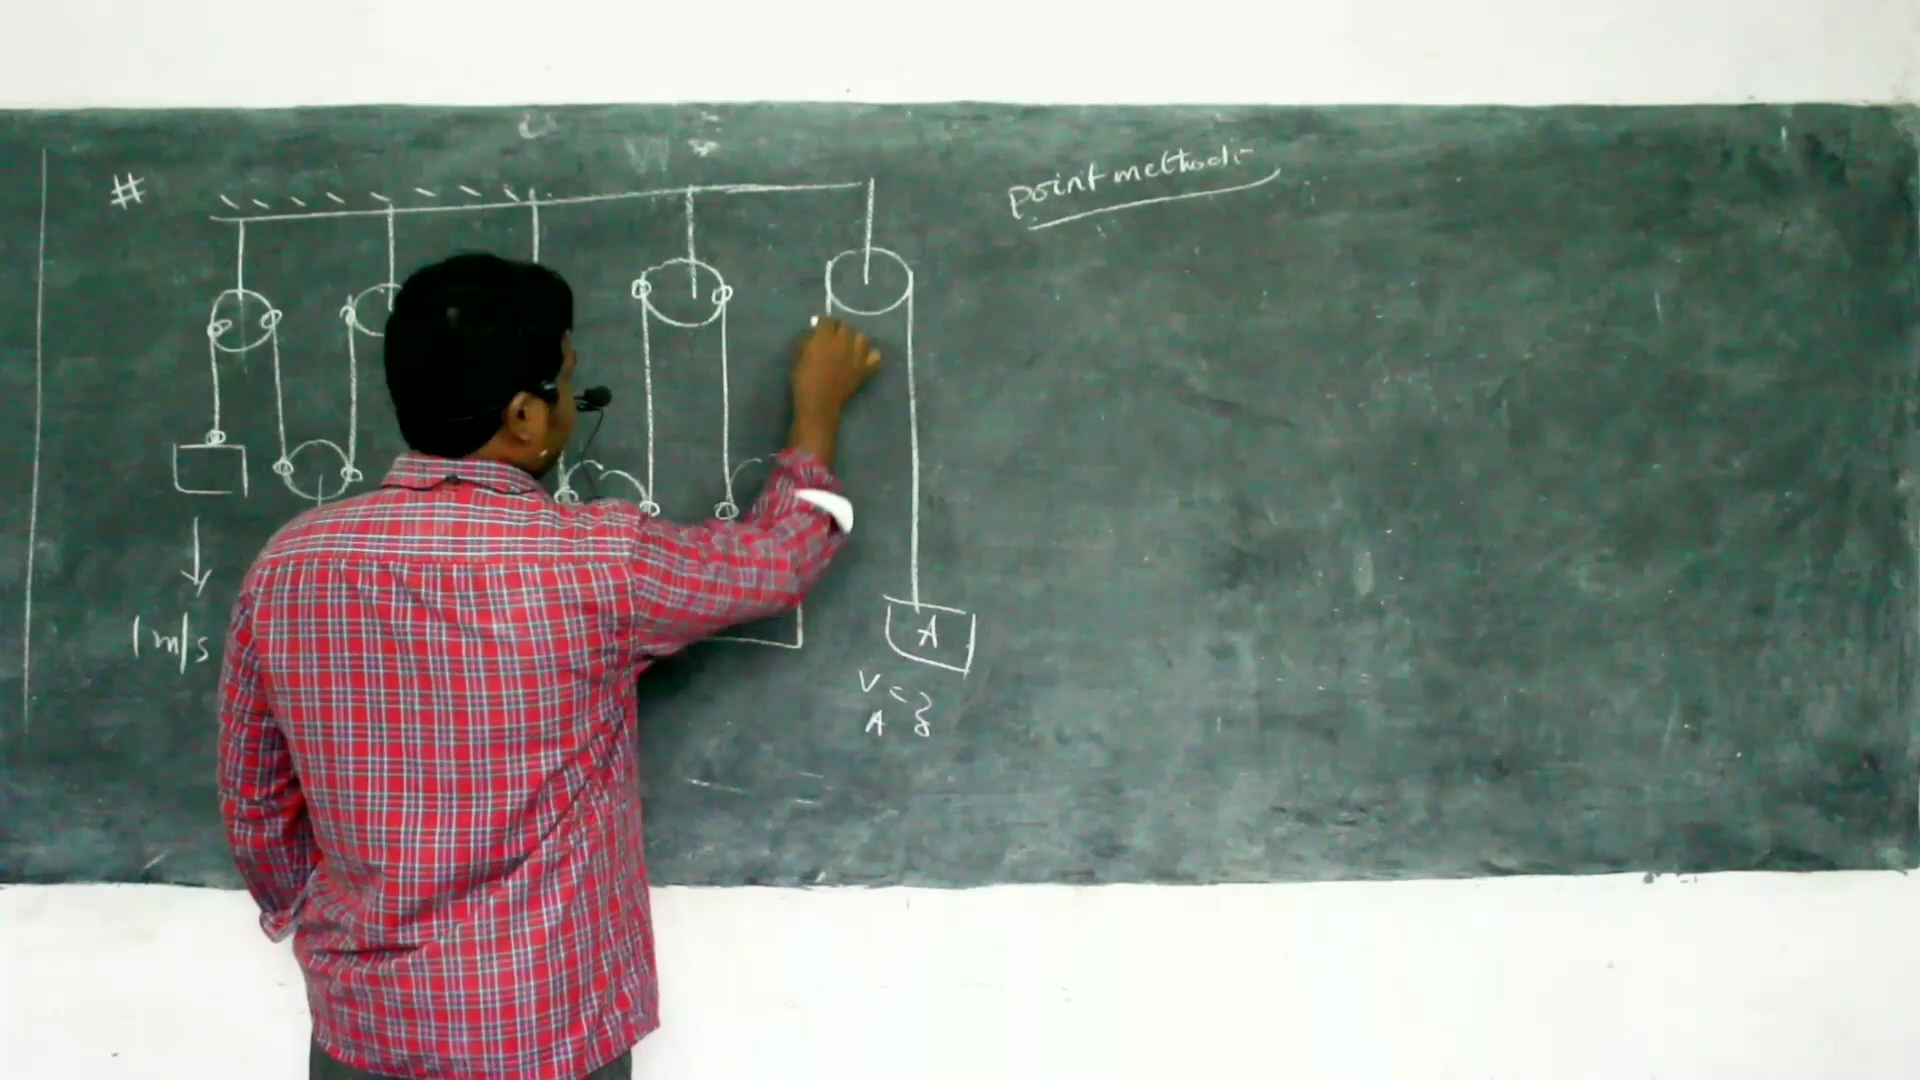 #
point method:-
1 m/s
A
V =
A